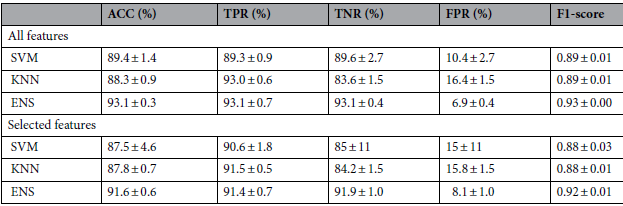 ACC (%) TPR (%) TNR (%) FPR (%) F1-score
All features
SVM 89.4 ± 1.4 89.3 ± 0.9 89.6 ± 2.7 10.4 ± 2.7 0.89 ± 0.01
KNN 88.3 ± 0.9 93.0 ± 0.6 83.6 ± 1.5 16.4 ± 1.5 0.89 ± 0.01
ENS 93.1 ± 0.3 93.1 ± 0.7 93.1 ± 0.4 6.9 ± 0.4 0.93 ± 0.00
Selected features
SVM 87.5 ± 4.6 90.6 ± 1.8 85 ± 11 15 ± 11 0.88 ± 0.03
KNN 87.8 ± 0.7 91.5 ± 0.5 84.2 ± 1.5 15.8 ± 1.5 0.88 ± 0.01
ENS 91.6 ± 0.6 91.4 ± 0.7 91.9 ± 1.0 8.1 ± 1.0 0.92 ± 0.01